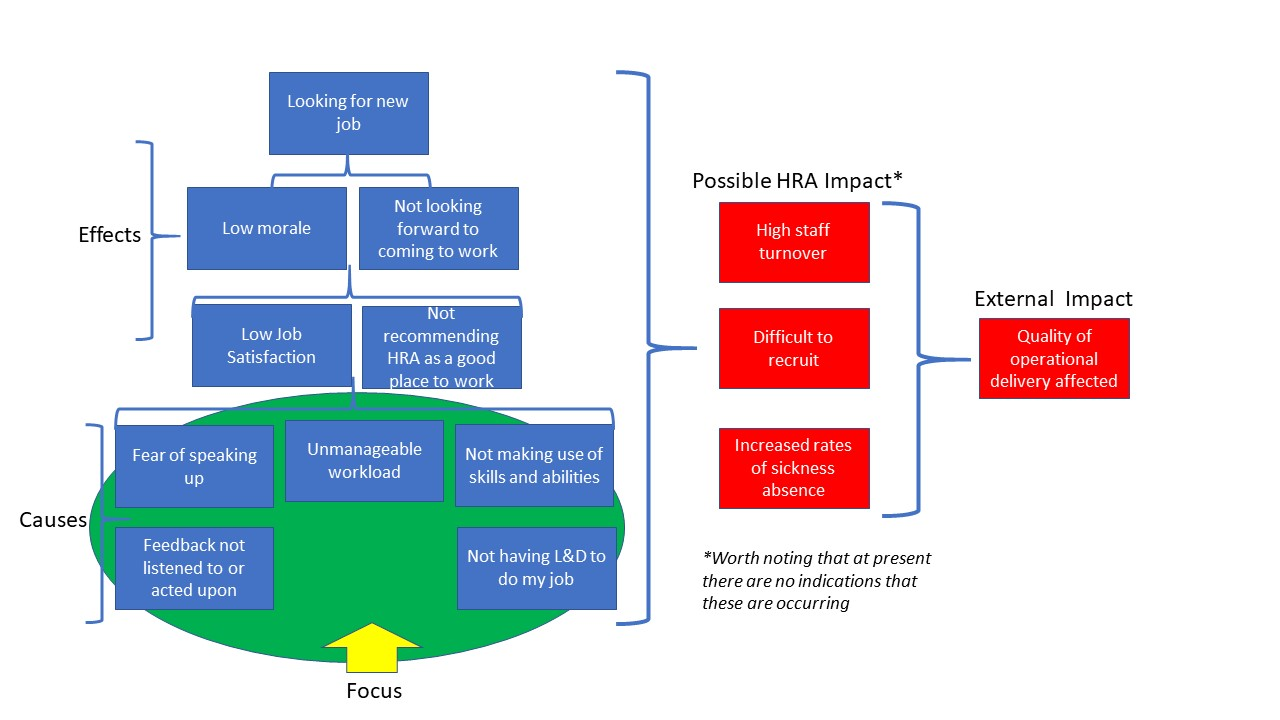 Looking for new
job
Effects
Low morale
Not looking
forward to
coming to work
Low Job
Satisfaction
Not
recommending
HRA as a good
place to work
Causes
Fear of speaking
up
Unmanageable
workload
Not making use of
skills and abilities
Feedback not
listened to or
acted upon
Not having L&D to
do my job
Focus
Possible HRA Impact*
High staff
turnover
Difficult to
recruit
Increased rates
of sickness
absence
*Worth noting that at present
there are no indications that
these are occurring
External  Impact
Quality of
operational
delivery affected